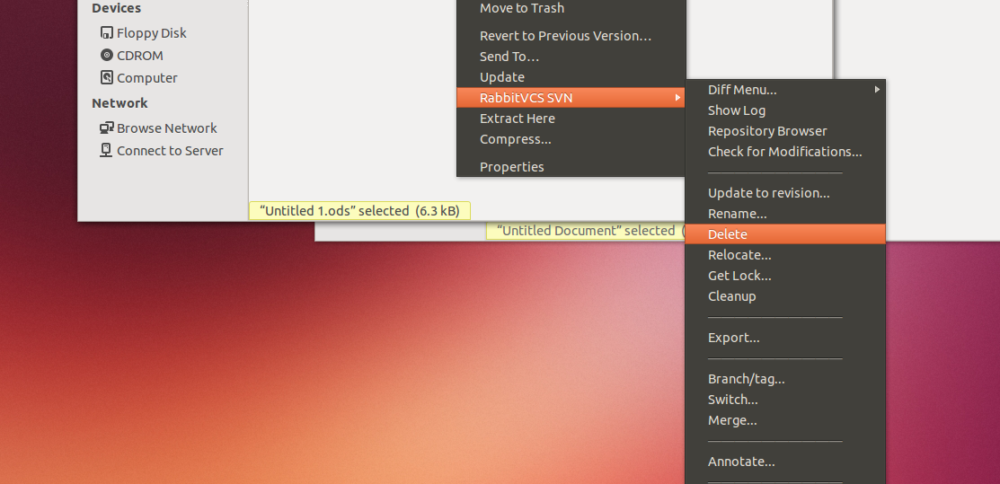 Devices
Floppy Disk
CDROM
Computer
Network
Browse Network
Connect to Server
“Untitled 1.ods” selected (6.3 kB)
“Untitled Document” selected (
Move to Trash
Revert to Previous Version…
Send To…
Update
RabbitVCS SVN
Extract Here
Compress...
Properties
Diff Menu...
Show Log
Repository Browser
Check for Modifications...
Update to revision...
Rename...
Delete
Relocate...
Get Lock...
Cleanup
Export...
Branch/tag...
Switch...
Merge...
Annotate...